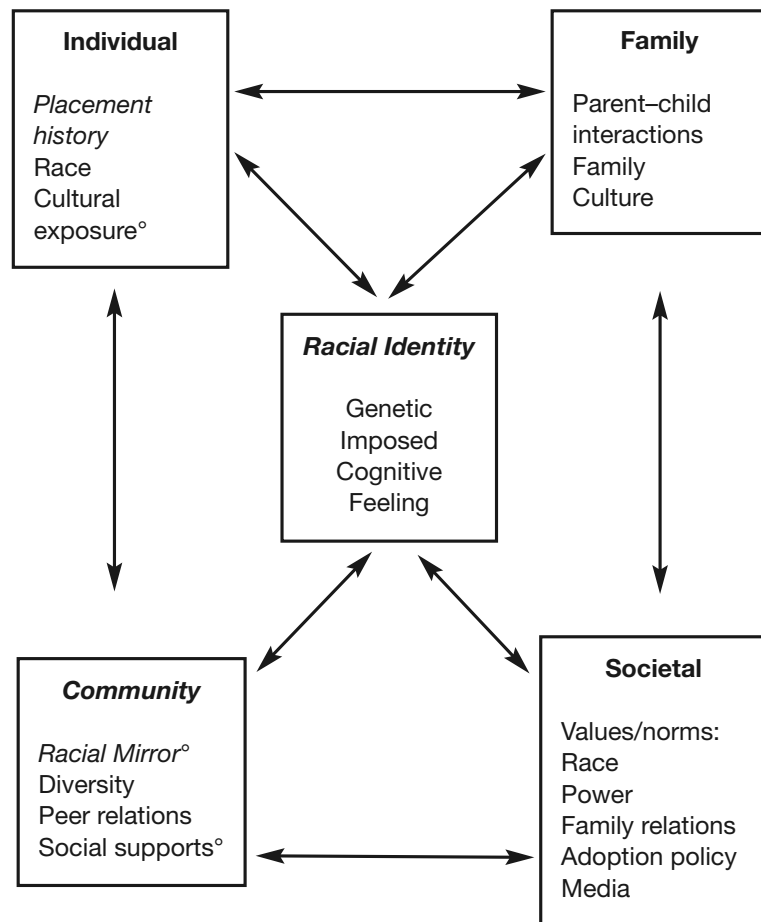 Individual
Placement
history
Race
Cultural
exposure°
Family
Parent–child
interactions
Family
Culture
Racial Identity
Genetic
Imposed
Cognitive
Feeling
Community
Racial Mirror°
Diversity
Peer relations
Social supports°
Societal
Values/norms:
Race
Power
Family relations
Adoption policy
Media